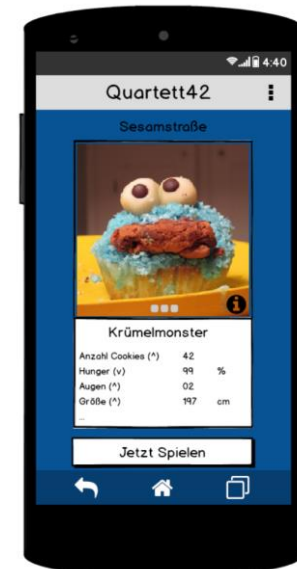 4:40
Quartett42
Sesamstraße
i
Krümelmonster
Anzahl Cookies (^) 42
Hunger (v) 99 %
Augen (^) 02
Größe (^) 197 cm
...
Jetzt Spielen